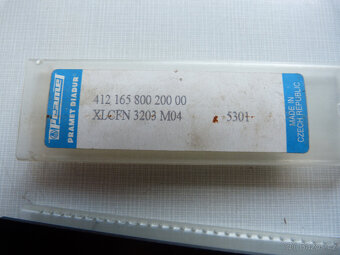 Pramet
PRAMET DIADUR
412 165 800 200 00
XLCFN 3203 M04
5301
MADE IN
CZECH REPUBLIC